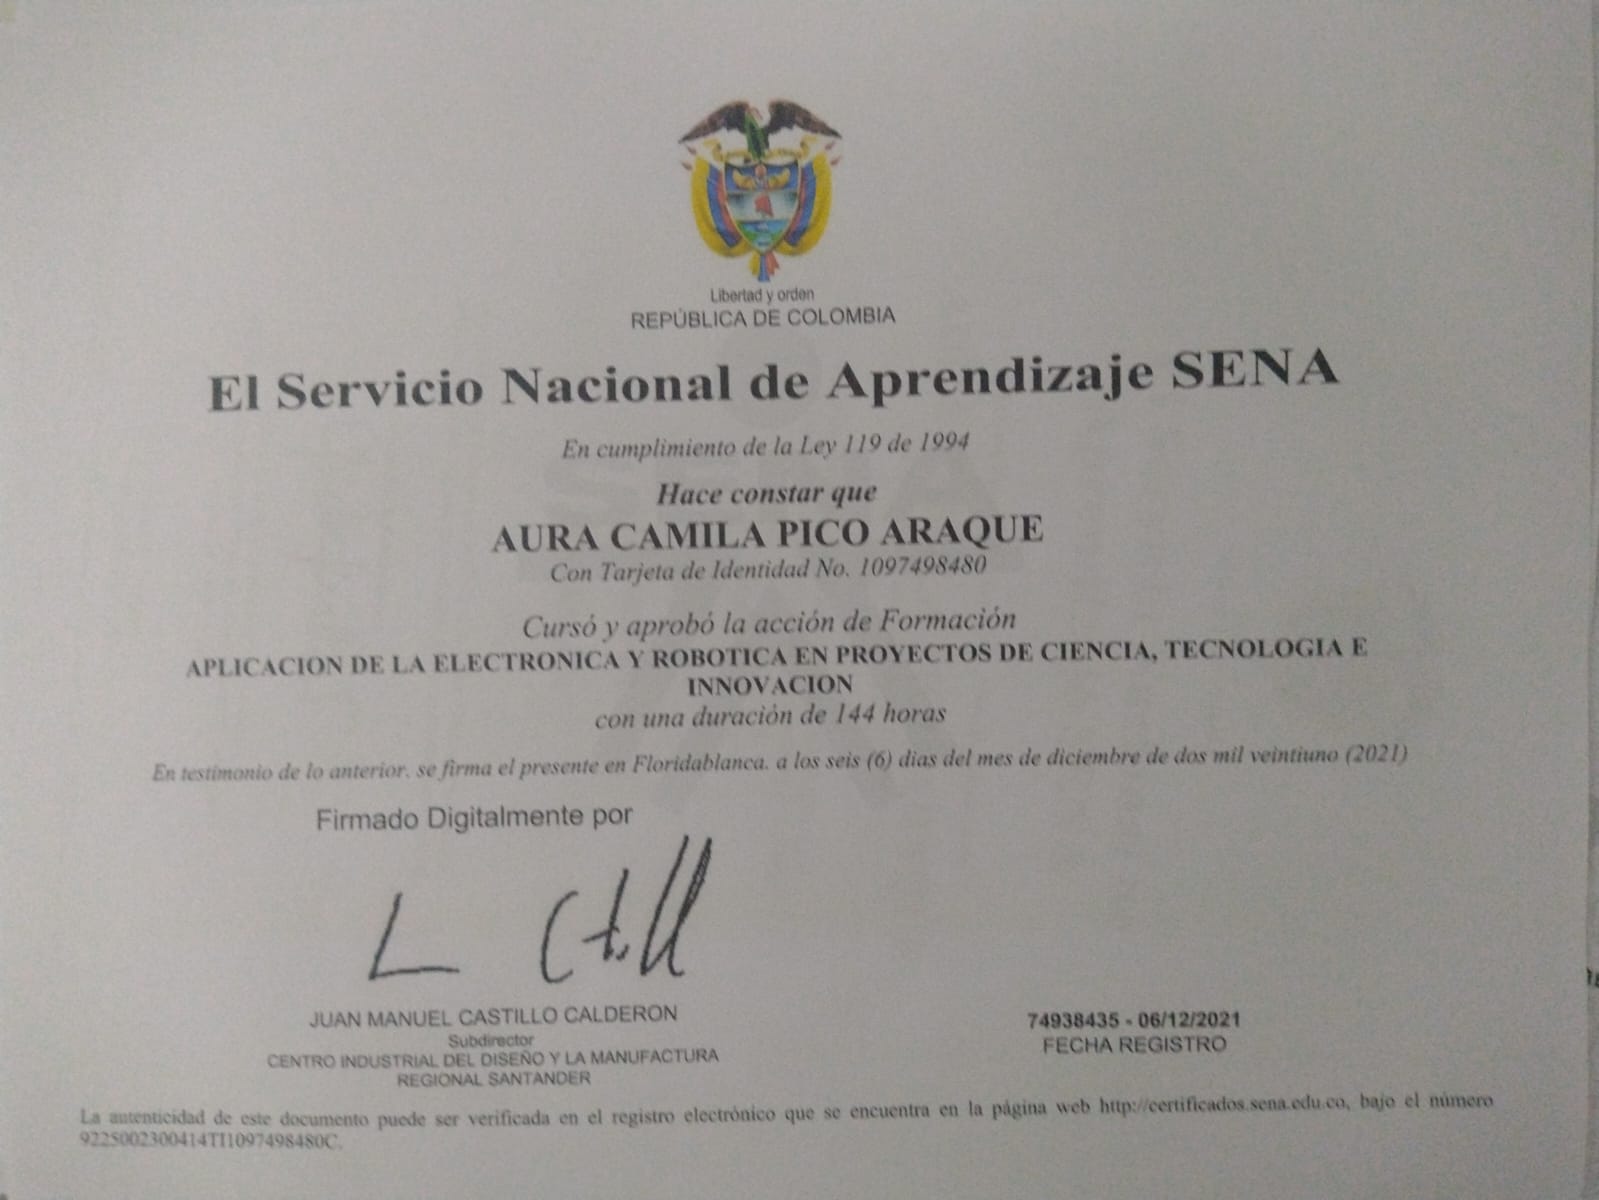 Libertad y orden
REPÚBLICA DE COLOMBIA
El Servicio Nacional de Aprendizaje SENA
En cumplimiento de la Ley 119 de 1994
Hace constar que
AURA CAMILA PICO ARAQUE
Con Tarjeta de Identidad No. 1097498480
Cursó y aprobó la acción de Formación
APLICACION DE LA ELECTRONICA Y ROBOTICA EN PROYECTOS DE CIENCIA, TECNOLOGIA E
INNOVACION
con una duración de 144 horas
En testimonio de lo anterior. se firma el presente en Floridablanca. a los seis (6) dias del mes de diciembre de dos mil veintiuno (2021)
Firmado Digitalmente por
JUAN MANUEL CASTILLO CALDERON
Subdirector
CENTRO INDUSTRIAL DEL DISEÑO Y LA MANUFACTURA
REGIONAL SANTANDER
74938435 - 06/12/2021
FECHA REGISTRO
La autenticidad de este documento puede ser verificada en el registro electrónico que se encuentra en la página web http://certificados.sena.edu.co, bajo el número
9225002300414TI1097498480C.